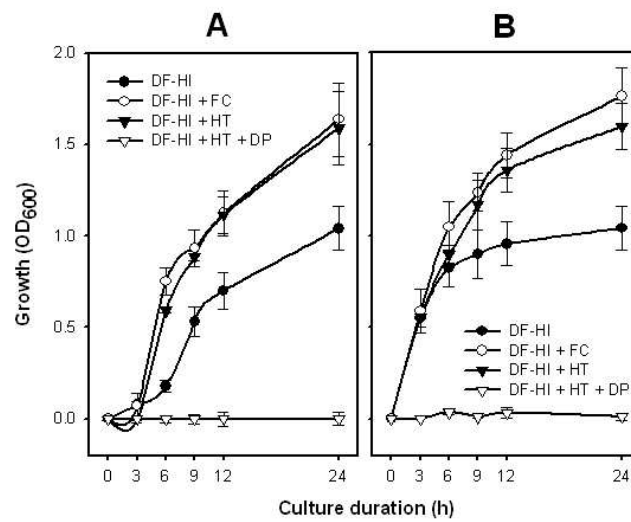 A
B
2.0
1.5
1.0
0.5
0.0
Growth (OD600)
DF-HI
DF-HI + FC
DF-HI + HT
DF-HI + HT + DP
DF-HI
DF-HI + FC
DF-HI + HT
DF-HI + HT + DP
0 3 6 9 12 24
0 3 6 9 12 24
Culture duration (h)